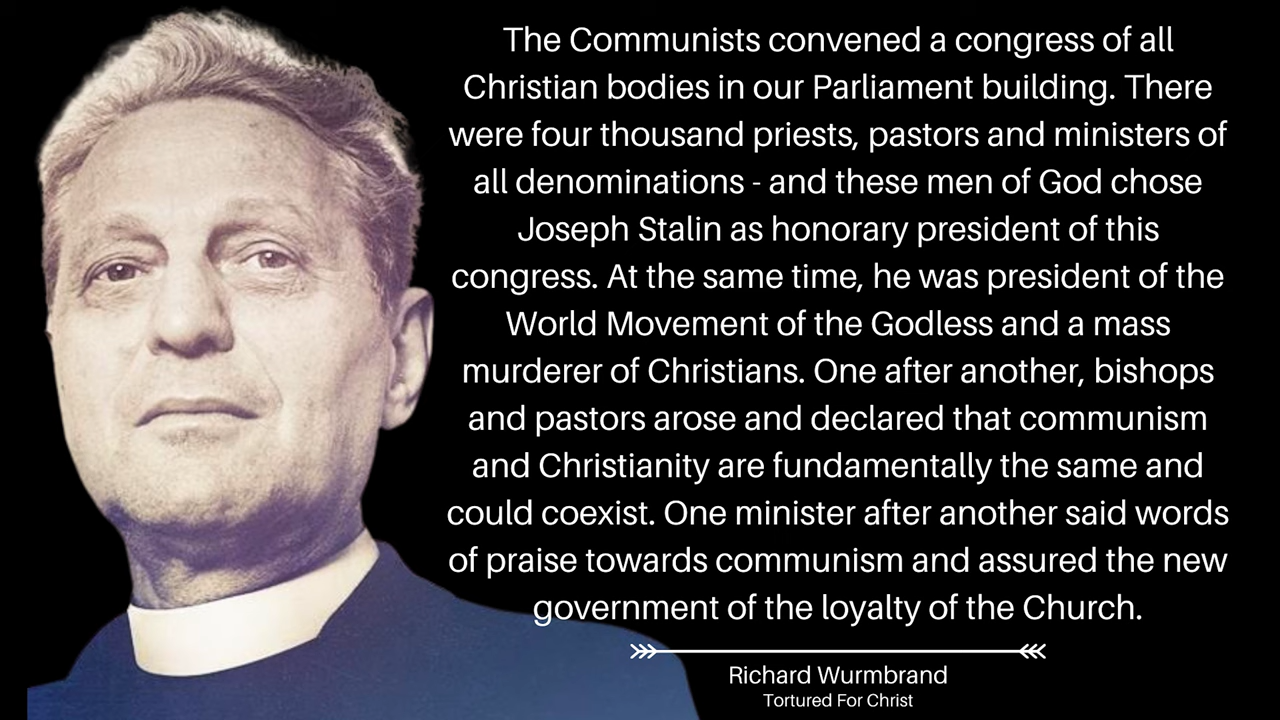 The Communists convened a congress of all
Christian bodies in our Parliament building. There
were four thousand priests, pastors and ministers of
all denominations - and these men of God chose
Joseph Stalin as honorary president of this
congress. At the same time, he was president of the
World Movement of the Godless and a mass
murderer of Christians. One after another, bishops
and pastors arose and declared that communism
and Christianity are fundamentally the same and
could coexist. One minister after another said words
of praise towards communism and assured the new
government of the loyalty of the Church.
Richard Wurmbrand
Tortured For Christ